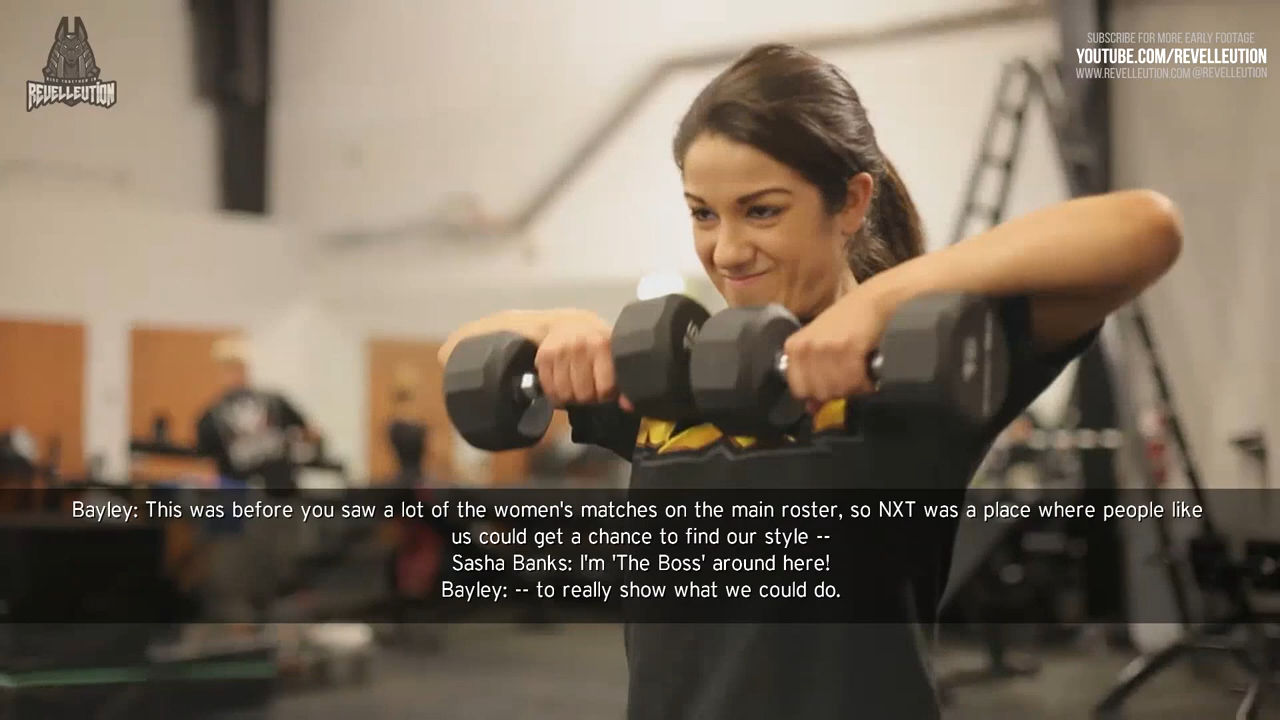 RISE TOGETHER IN
REVELLEUTION
SUBSCRIBE FOR MORE EARLY FOOTAGE
YOUTUBE.COM/REVELLEUTION
WWW.REVELLEUTION.COM @REVELLEUTION
Bayley: This was before you saw a lot of the women's matches on the main roster, so NXT was a place where people like
us could get a chance to find our style --
Sasha Banks: I'm 'The Boss' around here!
Bayley: -- to really show what we could do.